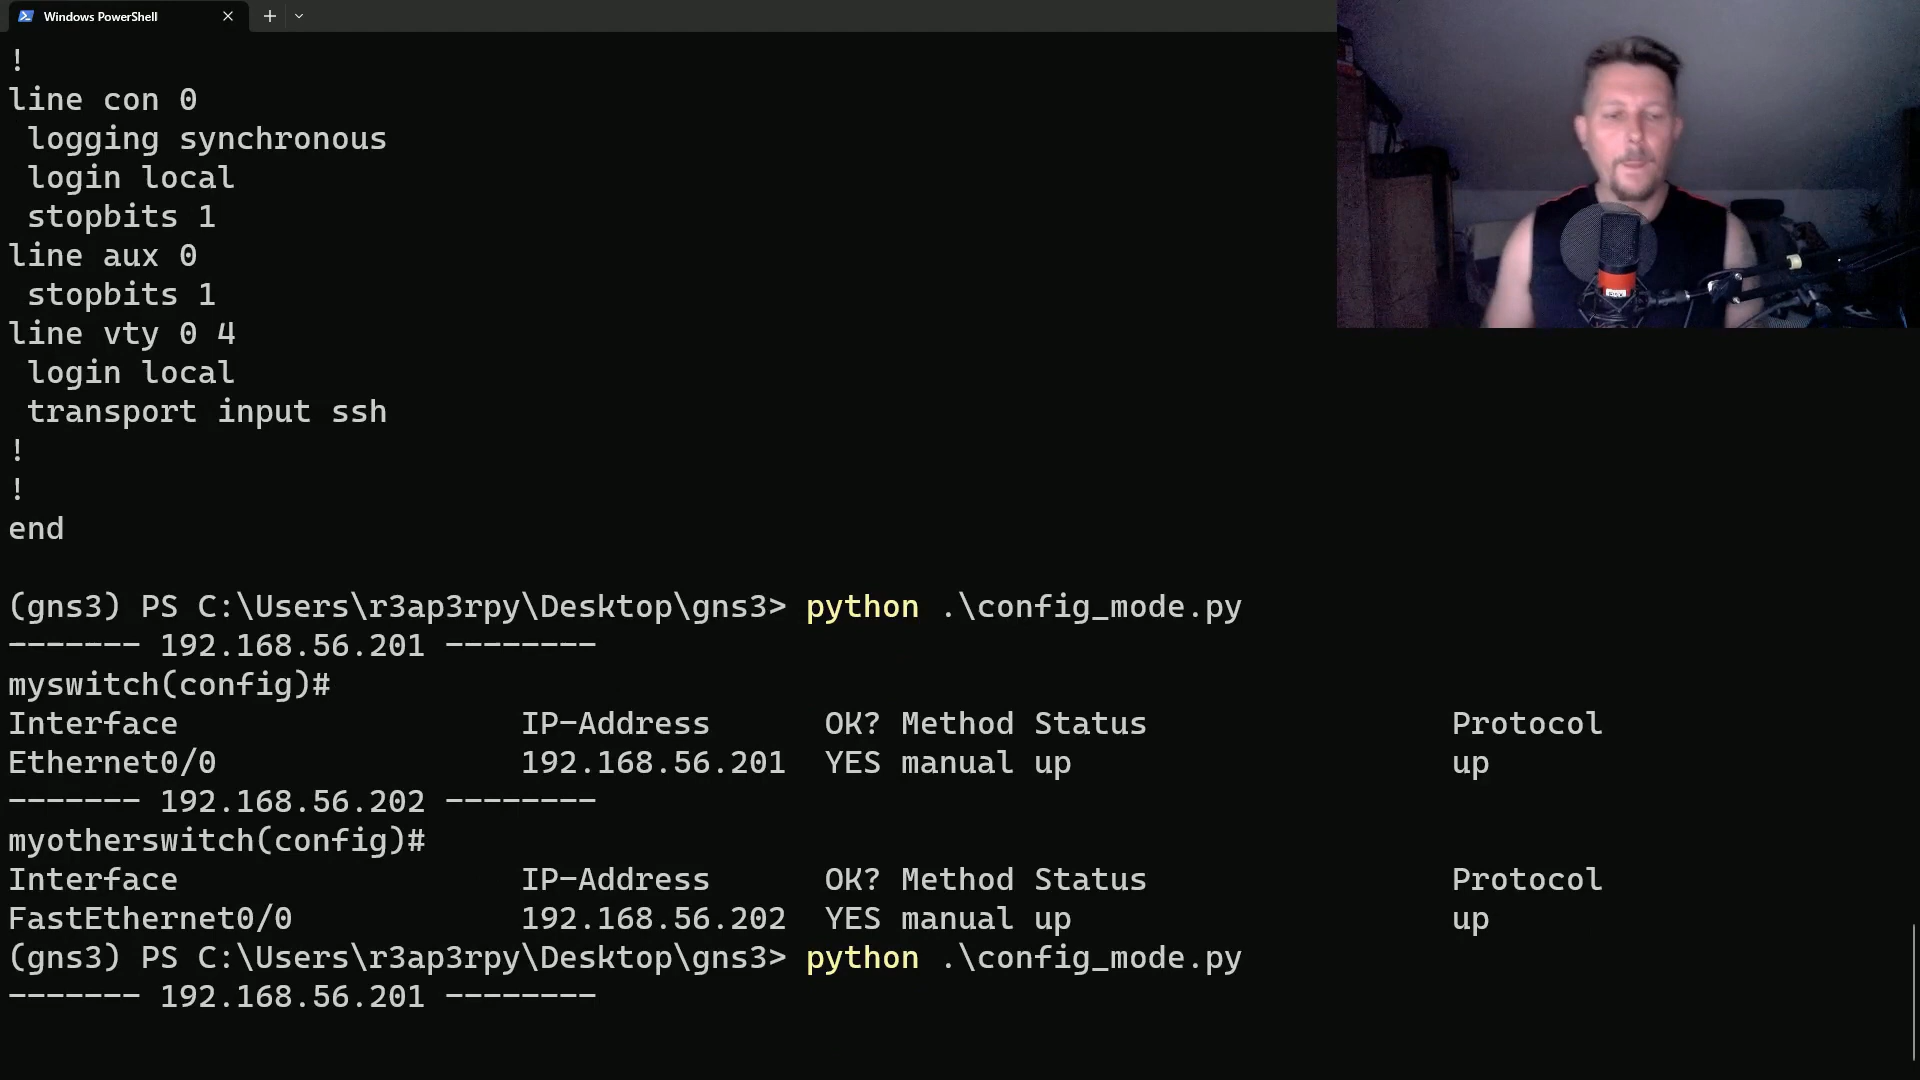 Windows PowerShell
!
line con 0
 logging synchronous
 login local
 stopbits 1
line aux 0
 stopbits 1
line vty 0 4
 login local
 transport input ssh
!
!
end
(gns3) PS C:\Users\r3ap3rpy\Desktop\gns3> python .\config_mode.py
------- 192.168.56.201 --------
myswitch(config)#
Interface                  IP-Address      OK? Method Status                Protocol
Ethernet0/0                192.168.56.201  YES manual up                    up
------- 192.168.56.202 --------
myotherswitch(config)#
Interface                  IP-Address      OK? Method Status                Protocol
FastEthernet0/0            192.168.56.202  YES manual up                    up
(gns3) PS C:\Users\r3ap3rpy\Desktop\gns3> python .\config_mode.py
------- 192.168.56.201 --------